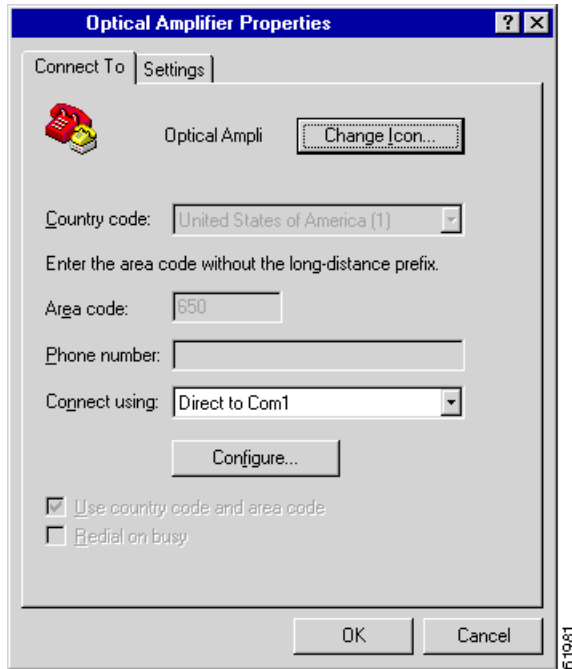 Optical Amplifier Properties
Connect To Settings
Optical Ampli Change Icon...
Country code: United States of America (1)
Enter the area code without the long-distance prefix.
Area code: 650
Phone number:
Connect using: Direct to Com1
Configure...
Use country code and area code
Redial on busy
OK Cancel
51981